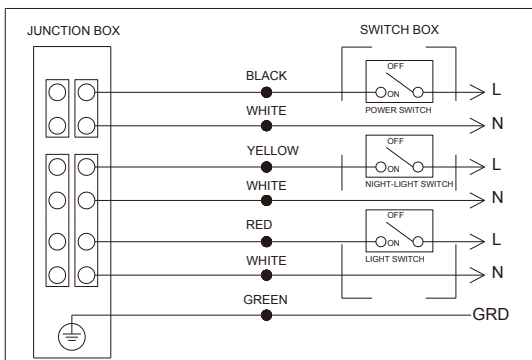 JUNCTION BOX
SWITCH BOX
OFF
BLACK
ON
L
POWER SWITCH
WHITE
N
OFF
YELLOW
ON
L
NIGHT-LIGHT SWITCH
WHITE
N
OFF
RED
ON
L
LIGHT SWITCH
WHITE
N
GREEN
GRD